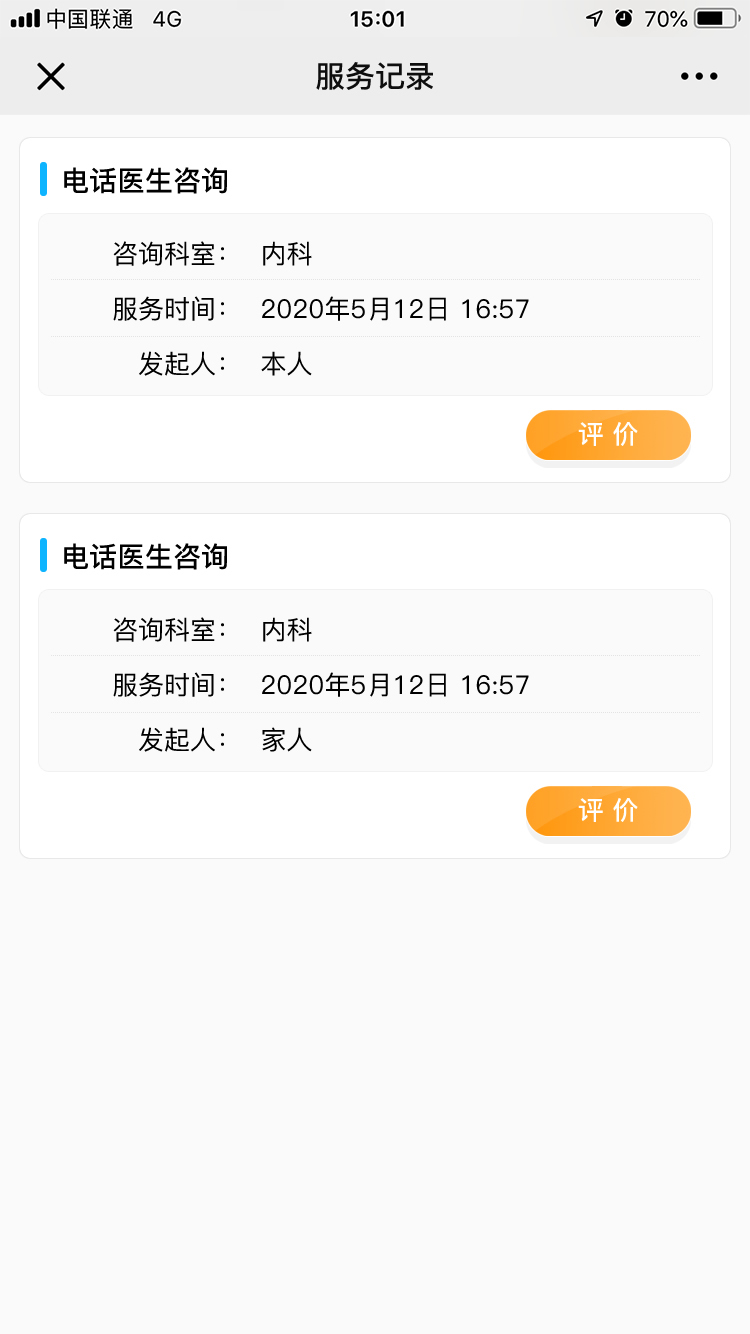 中国联通 4G 15:01 70%
服务记录
电话医生咨询
咨询科室： 内科
服务时间： 2020年5月12日 16:57
发起人： 本人
评价
电话医生咨询
咨询科室： 内科
服务时间： 2020年5月12日 16:57
发起人： 家人
评价